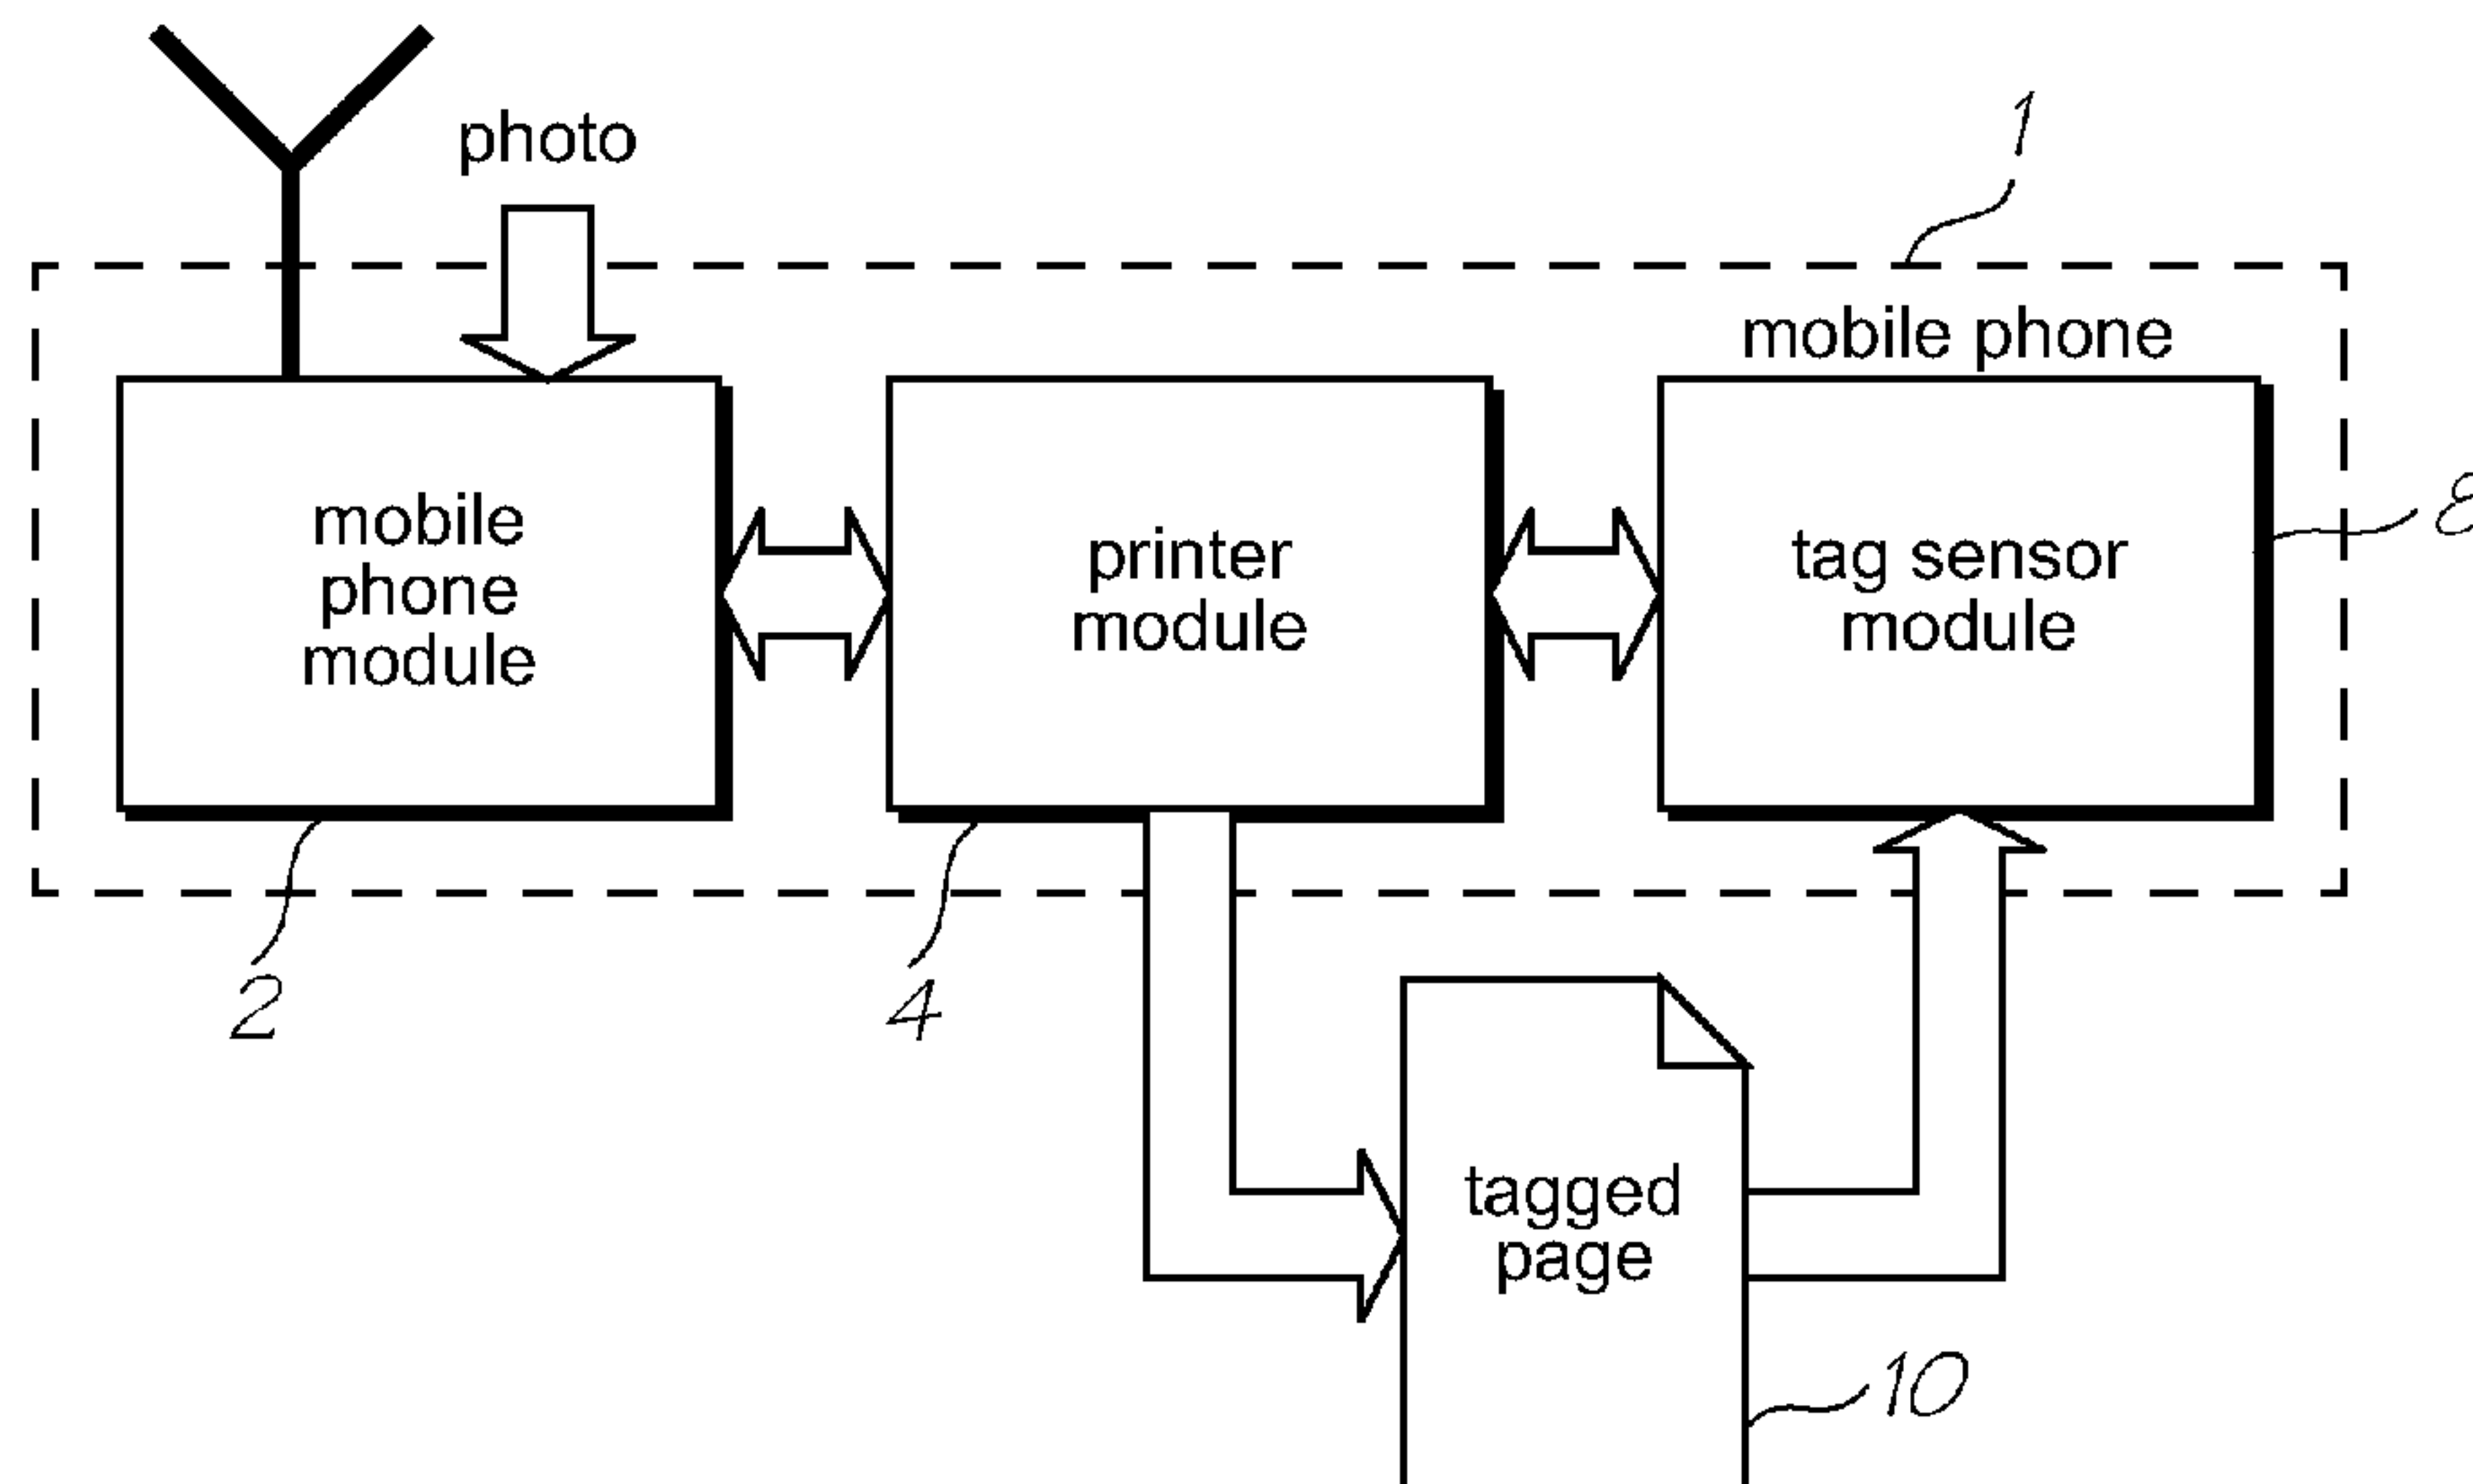 photo
1
mobile phone
mobile
phone
module
printer
module
tag sensor
module
8
2
4
tagged
page
10